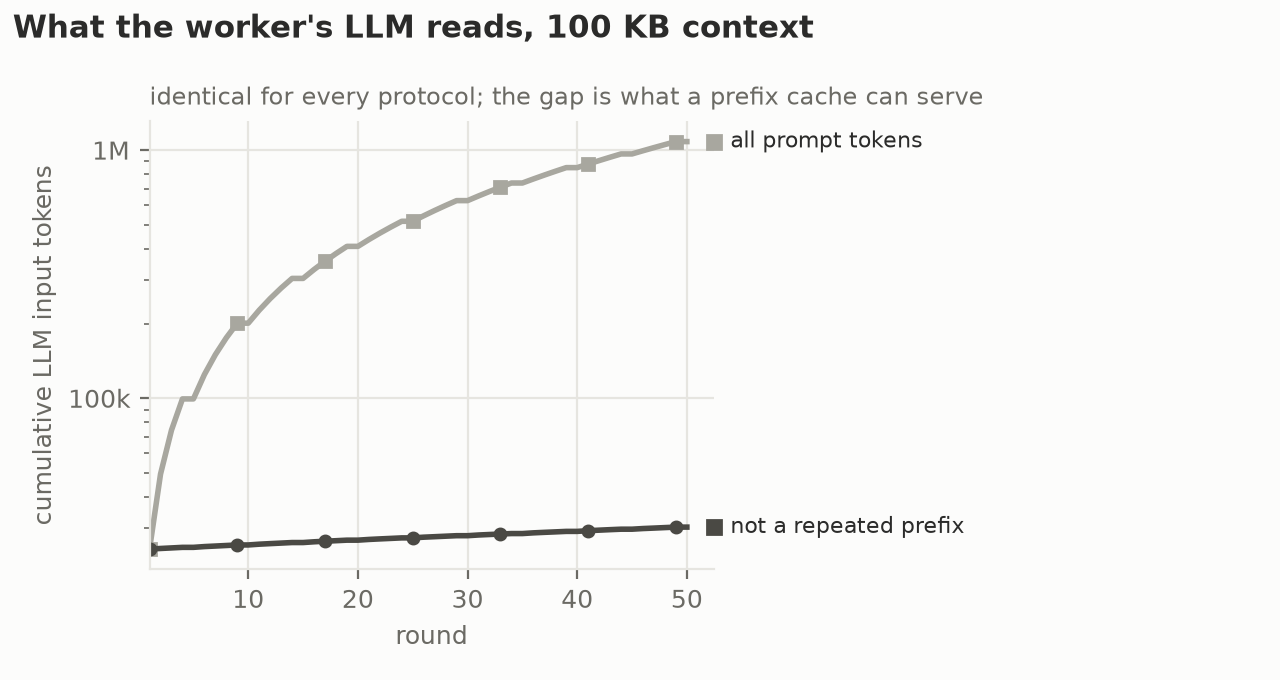 What the worker's LLM reads, 100 KB context
identical for every protocol; the gap is what a prefix cache can serve
cumulative LLM input tokens
1M
100k
all prompt tokens
not a repeated prefix
10 20 30 40 50
round